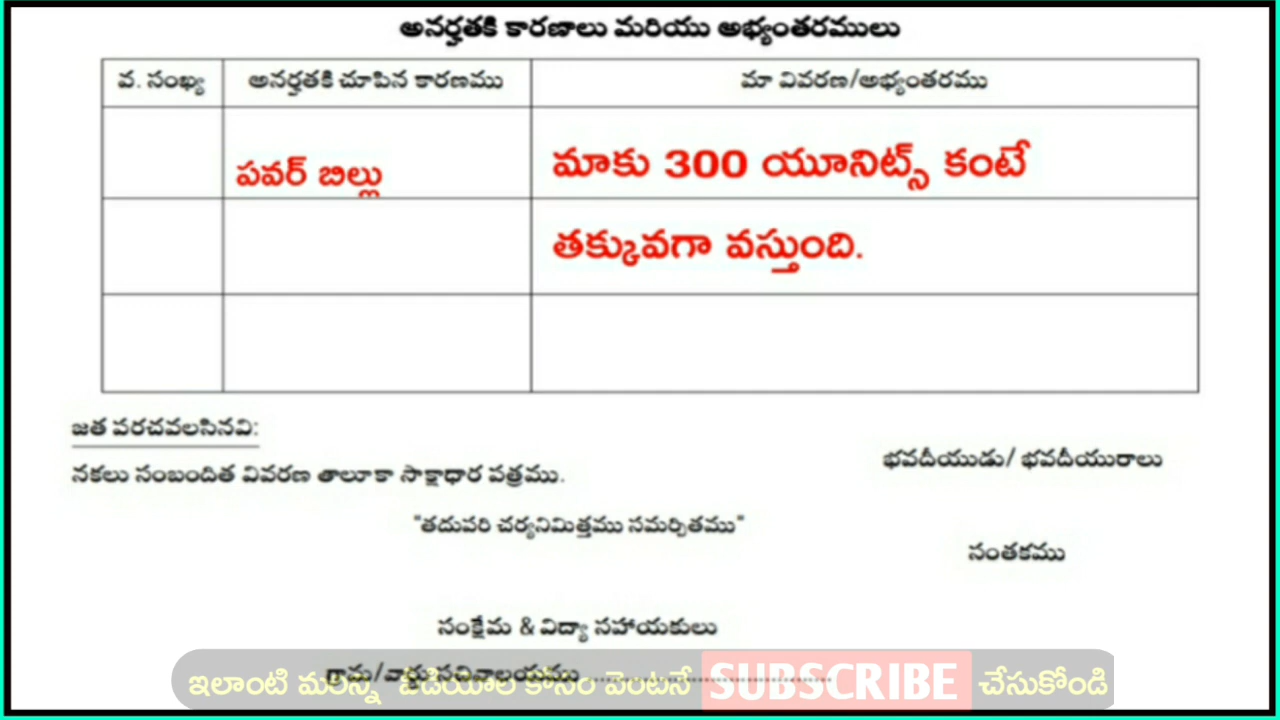 అనర్హతకి కారణాలు మరియు అభ్యంతరములు
వ. సంఖ్య అనర్హతకి చూపిన కారణము మా వివరణ/అభ్యంతరము
పవర్ బిల్లు మాకు 300 యూనిట్స్ కంటే
తక్కువగా వస్తుంది.
జత పరచవలసినవి:
భవదీయుడు/ భవదీయురాలు
నకలు సంబందిత వివరణ తాలూకా సాక్షాధార పత్రము.
"తదుపరి చర్యనిమిత్తము సమర్పితము"
సంతకము
సంక్షేమ & విద్యా సహాయకులు
గ్రామ/వార్డు సచివాలయము
ఇలాంటి మరిన్ని వీడియోల కోసం వెంటనే SUBSCRIBE చేసుకోండి